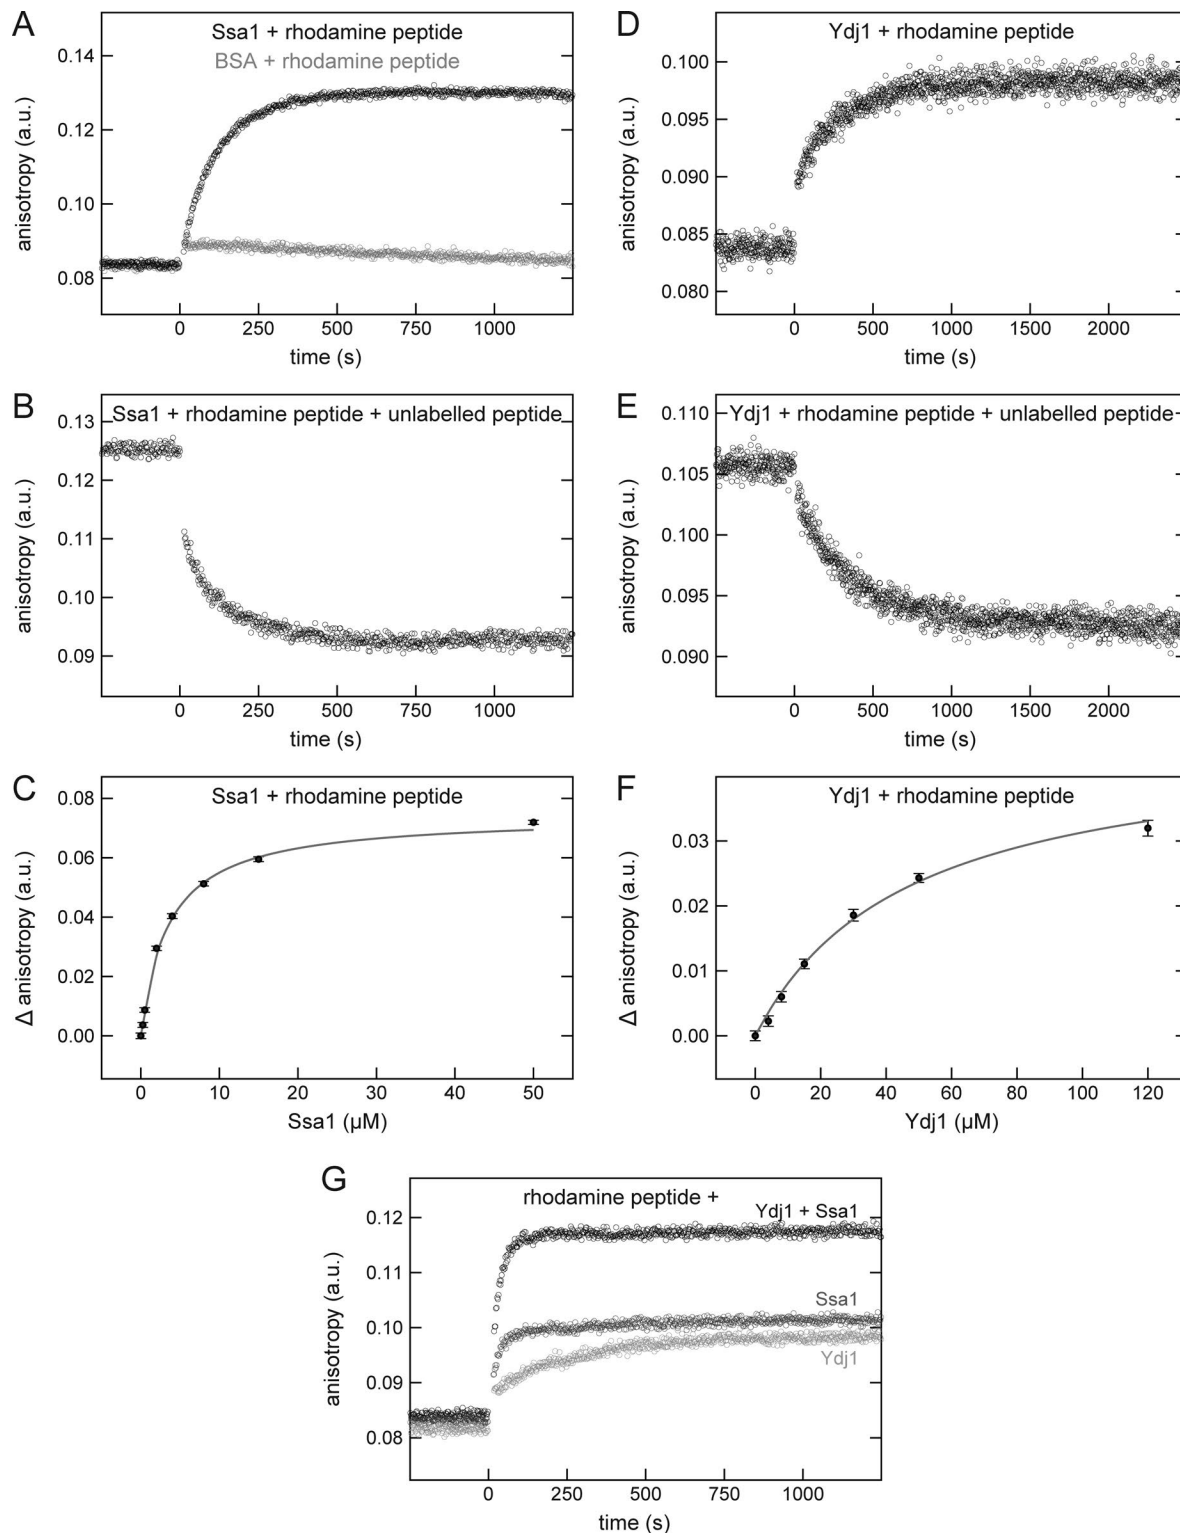 A
Ssa1 + rhodamine peptide
BSA + rhodamine peptide
anisotropy (a.u.)
0.14
0.12
0.10
0.08
0 250 500 750 1000
time (s)
D
Ydj1 + rhodamine peptide
anisotropy (a.u.)
0.100
0.095
0.090
0.085
0.080
0 500 1000 1500 2000
time (s)
B
Ssa1 + rhodamine peptide + unlabelled peptide
anisotropy (a.u.)
0.13
0.12
0.11
0.10
0.09
0 250 500 750 1000
time (s)
E
Ydj1 + rhodamine peptide + unlabelled peptide
anisotropy (a.u.)
0.110
0.105
0.100
0.095
0.090
0 500 1000 1500 2000
time (s)
C
Ssa1 + rhodamine peptide
Δ anisotropy (a.u.)
0.08
0.06
0.04
0.02
0.00
0 10 20 30 40 50
Ssa1 (µM)
F
Ydj1 + rhodamine peptide
Δ anisotropy (a.u.)
0.03
0.02
0.01
0.00
0 20 40 60 80 100 120
Ydj1 (µM)
G
rhodamine peptide +
Ydj1 + Ssa1
Ssa1
Ydj1
anisotropy (a.u.)
0.12
0.11
0.10
0.09
0.08
0 250 500 750 1000
time (s)